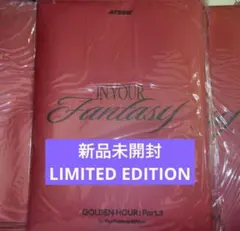 ATEEZ
IN YOUR
Fantasy
新品未開封
LIMITED EDITION
GOLDEN HOUR : Part.3